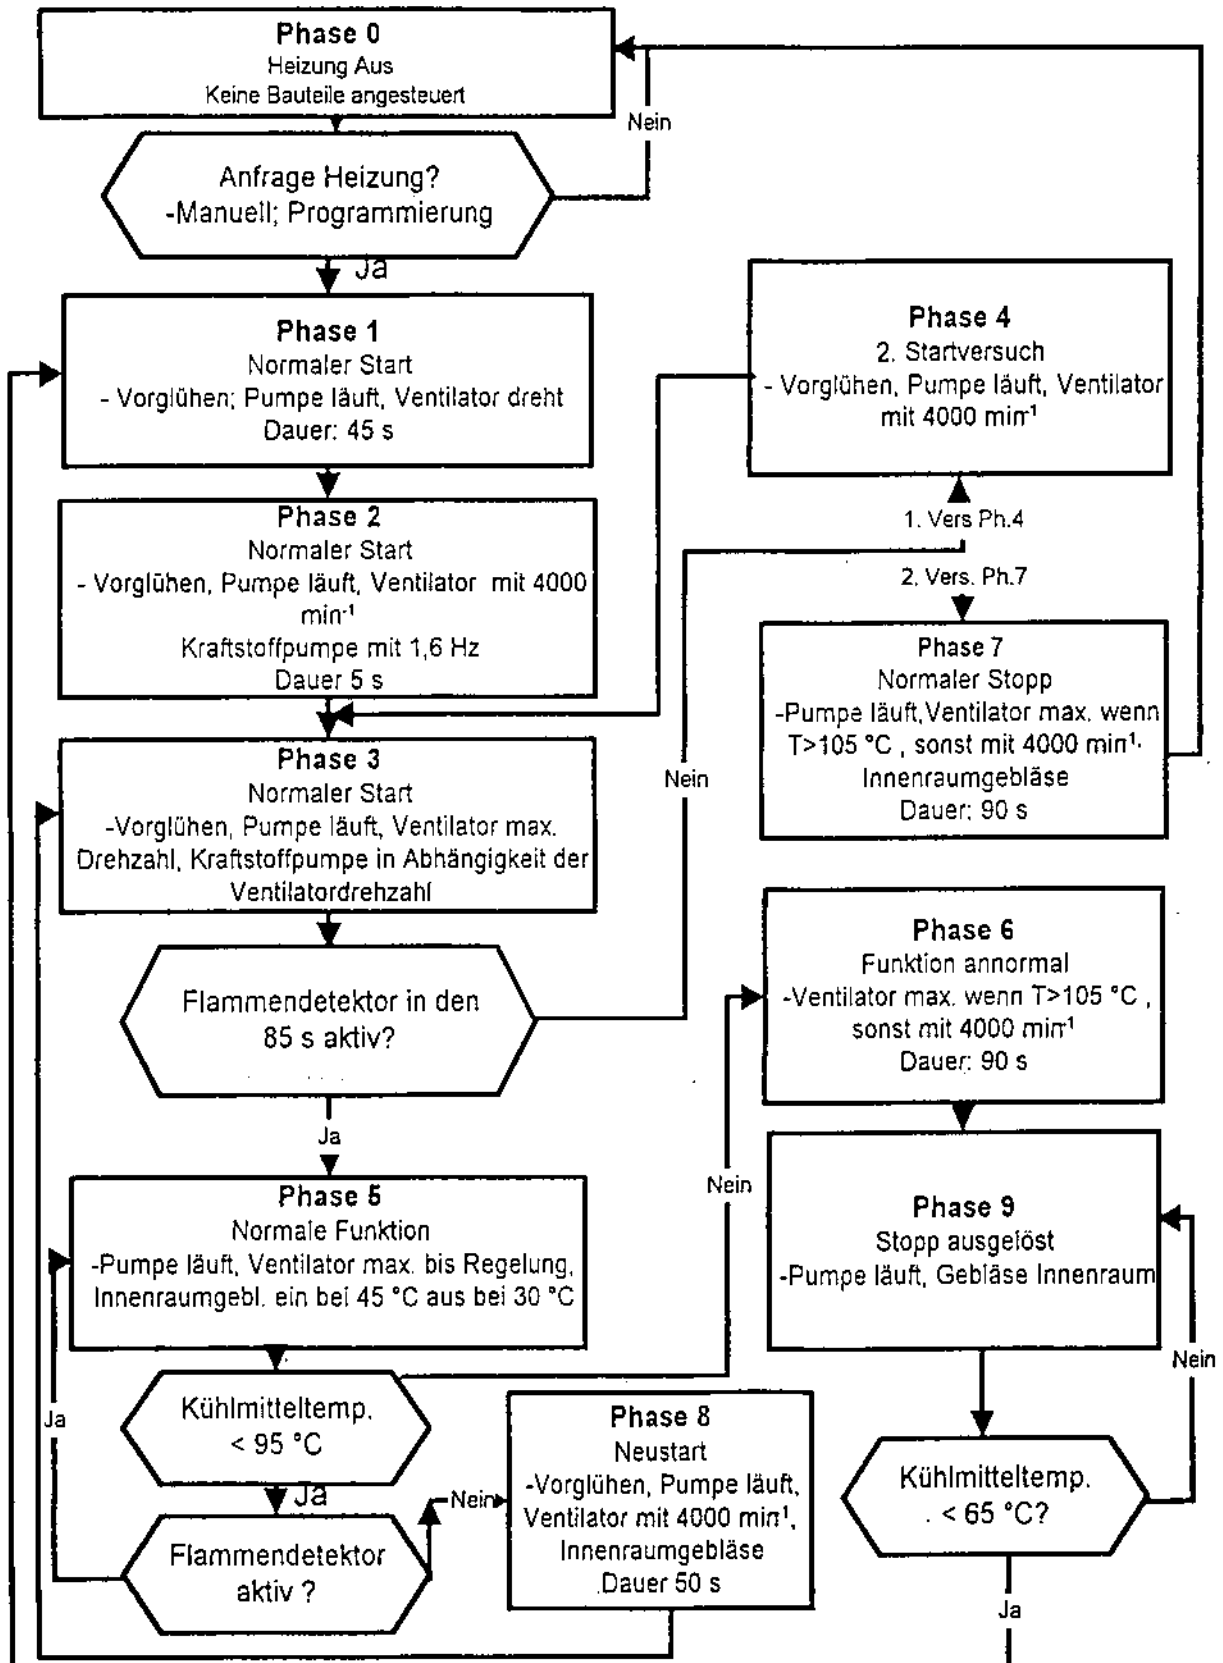 Phase 0
Heizung Aus
Keine Bauteile angesteuert
Nein
Anfrage Heizung?
-Manuell; Programmierung
Ja
Phase 1
Normaler Start
- Vorglühen; Pumpe läuft, Ventilator dreht
Dauer: 45 s
Phase 2
Normaler Start
- Vorglühen, Pumpe läuft, Ventilator mit 4000
min-1
Kraftstoffpumpe mit 1,6 Hz
Dauer 5 s
Phase 3
Normaler Start
-Vorglühen, Pumpe läuft, Ventilator max.
Drehzahl, Kraftstoffpumpe in Abhängigkeit der
Ventilatordrehzahl
Flammendetektor in den
85 s aktiv?
Nein
Ja
Phase 4
2. Startversuch
- Vorglühen, Pumpe läuft, Ventilator
mit 4000 min-1
1. Vers Ph.4
2. Vers. Ph.7
Phase 7
Normaler Stopp
-Pumpe läuft,Ventilator max. wenn
T>105 °C , sonst mit 4000 min1.
Innenraumgebläse
Dauer: 90 s
Phase 5
Normale Funktion
-Pumpe läuft, Ventilator max. bis Regelung,
Innenraumgebl. ein bei 45 °C aus bei 30 °C
Kühlmitteltemp.
< 95 °C
Nein
Ja
Flammendetektor
aktiv ?
Ja
Nein
Phase 8
Neustart
-Vorglühen, Pumpe läuft,
Ventilator mit 4000 min1,
Innenraumgebläse
Dauer 50 s
Phase 6
Funktion annormal
-Ventilator max. wenn T>105 °C ,
sonst mit 4000 min1
Dauer: 90 s
Phase 9
Stopp ausgelöst
-Pumpe läuft, Gebläse Innenraum
Nein
Kühlmitteltemp.
< 65 °C?
Ja